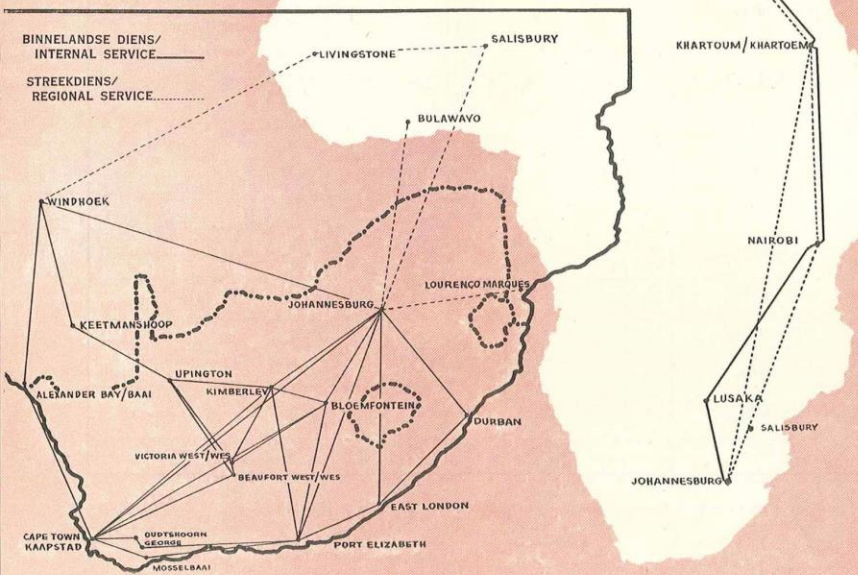 BINNELANDSE DIENS/
INTERNAL SERVICE
STREEKDIENS/
REGIONAL SERVICE
LIVINGSTONE
SALISBURY
BULAWAYO
WINDHOEK
LOURENCO MARQUES
JOHANNESBURG
KEETMANSHOOP
UPINGTON
ALEXANDER BAY/BAAI
KIMBERLEY
BLOEMFONTEIN
DURBAN
VICTORIA WEST/WES
BEAUFORT WEST/WES
EAST LONDON
CAPE TOWN
KAAPSTAD
OUDTSHOORN
GEORGE
PORT ELIZABETH
MOSSELBAAI
KHARTOUM/KHARTOEM
NAIROBI
LUSAKA
SALISBURY
JOHANNESBURG